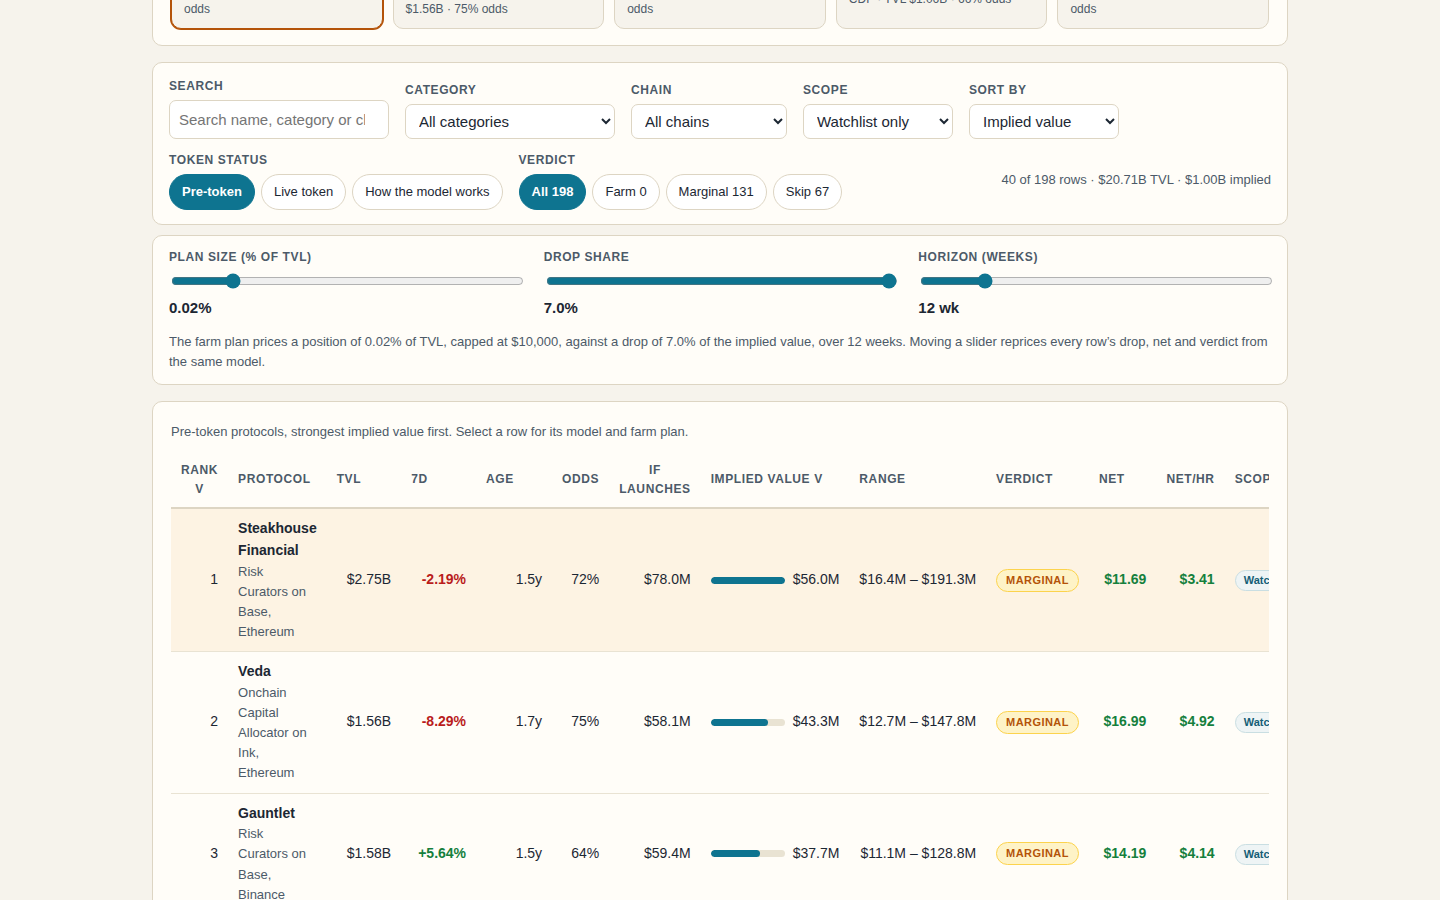 odds
$1.56B · 75% odds
odds
odds
SEARCH
CATEGORY
CHAIN
SCOPE
SORT BY
Search name, category or cl
All categories
All chains
Watchlist only
Implied value
TOKEN STATUS
VERDICT
Pre-token
Live token
How the model works
All 198
Farm 0
Marginal 131
Skip 67
40 of 198 rows · $20.71B TVL · $1.00B implied
PLAN SIZE (% OF TVL)
DROP SHARE
HORIZON (WEEKS)
0.02%
7.0%
12 wk
The farm plan prices a position of 0.02% of TVL, capped at $10,000, against a drop of 7.0% of the implied value, over 12 weeks. Moving a slider reprices every row’s drop, net and verdict from
the same model.
Pre-token protocols, strongest implied value first. Select a row for its model and farm plan.
RANK V
PROTOCOL
TVL
7D
AGE
ODDS
IF LAUNCHES
IMPLIED VALUE V
RANGE
VERDICT
NET
NET/HR
SCOP
1
Steakhouse
Financial
Risk
Curators on
Base,
Ethereum
$2.75B
-2.19%
1.5y
72%
$78.0M
$56.0M
$16.4M – $191.3M
MARGINAL
$11.69
$3.41
Watc
2
Veda
Onchain
Capital
Allocator on
Ink,
Ethereum
$1.56B
-8.29%
1.7y
75%
$58.1M
$43.3M
$12.7M – $147.8M
MARGINAL
$16.99
$4.92
Watc
3
Gauntlet
Risk
Curators on
Base,
Binance
$1.58B
+5.64%
1.5y
64%
$59.4M
$37.7M
$11.1M – $128.8M
MARGINAL
$14.19
$4.14
Watc